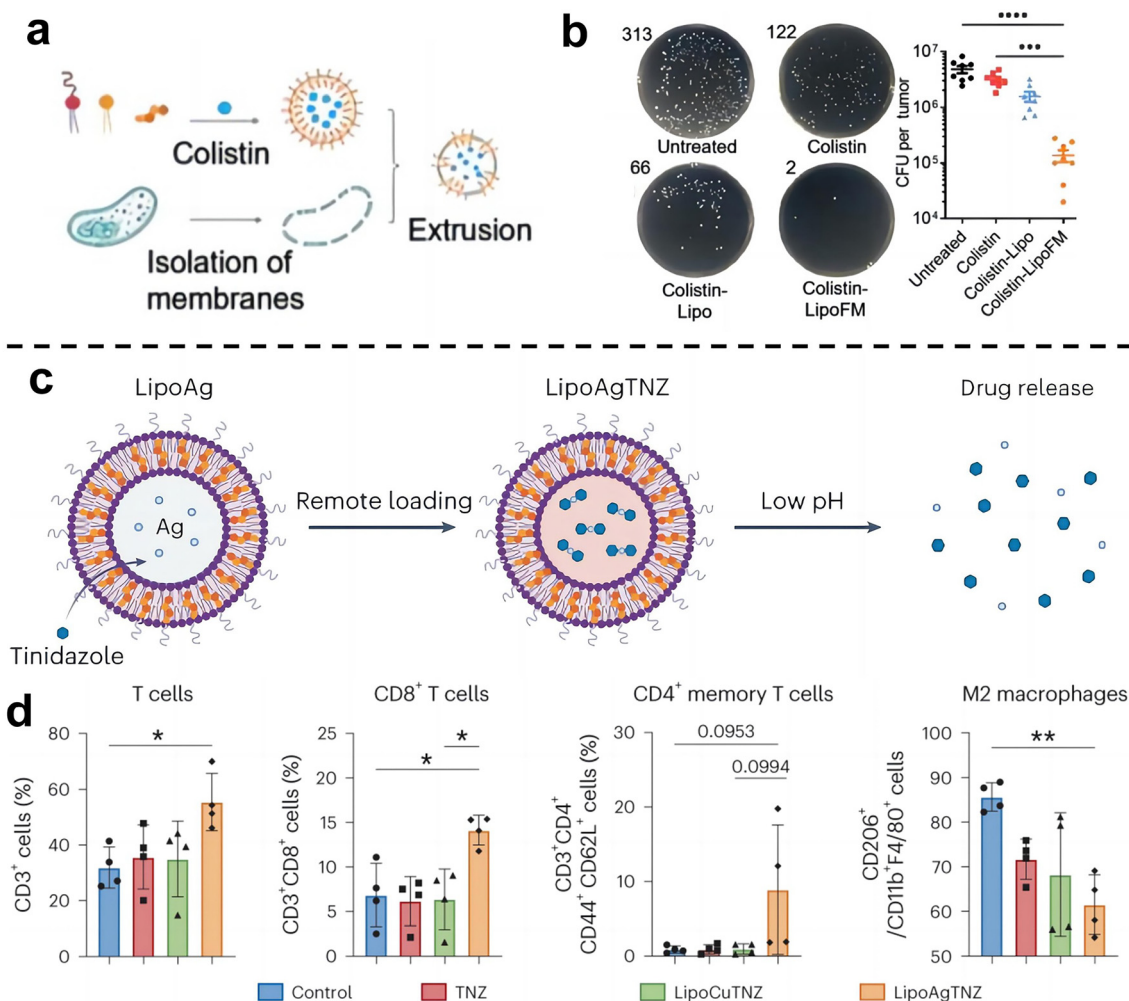 a
Colistin
Isolation of
membranes
Extrusion
b
313
122
Untreated
Colistin
66
2
Colistin-
Lipo
Colistin-
LipoFM
CFU per tumor
10⁷
10⁶
10⁵
10⁴
Untreated
Colistin
Colistin-Lipo
Colistin-LipoFM
c
LipoAg
LipoAgTNZ
Drug release
Ag
Remote loading
Low pH
Tinidazole
d
T cells
CD3⁺ cells (%)
80
60
40
20
0
*
CD8⁺ T cells
CD3⁺CD8⁺ cells (%)
25
20
15
10
5
0
*
*
CD4⁺ memory T cells
CD3⁺CD4⁺
CD44⁺ CD62L⁺ cells (%)
30
20
10
0
0.0953
0.0994
M2 macrophages
CD206⁺
/CD11b⁺F4/80⁺ cells
100
90
80
70
60
50
**
Control
TNZ
LipoCuTNZ
LipoAgTNZ